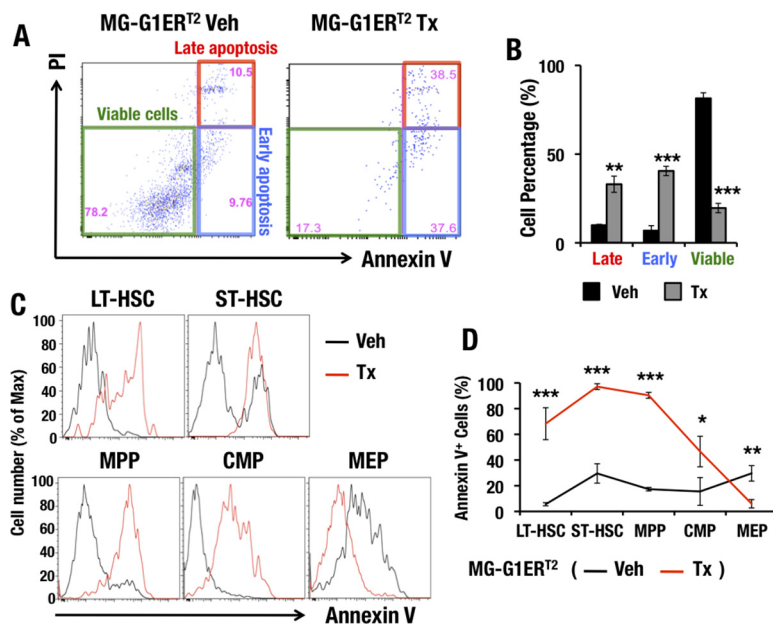 A
MG-G1ER^T2 Veh
MG-G1ER^T2 Tx
PI
Late apoptosis
10.5
Viable cells
Early apoptosis
78.2
9.76
38.5
17.3
37.6
Annexin V
B
Cell Percentage (%)
100
50
0
**
***
***
Late Early Viable
Veh Tx
C
LT-HSC ST-HSC
Cell number (% of Max)
100
80
60
40
20
0
Veh
Tx
MPP CMP MEP
100
80
60
40
20
0
Annexin V
D
Annexin V+ Cells (%)
100
80
60
40
20
0
*** *** *** * **
LT-HSC ST-HSC MPP CMP MEP
MG-G1ER^T2 ( Veh Tx )